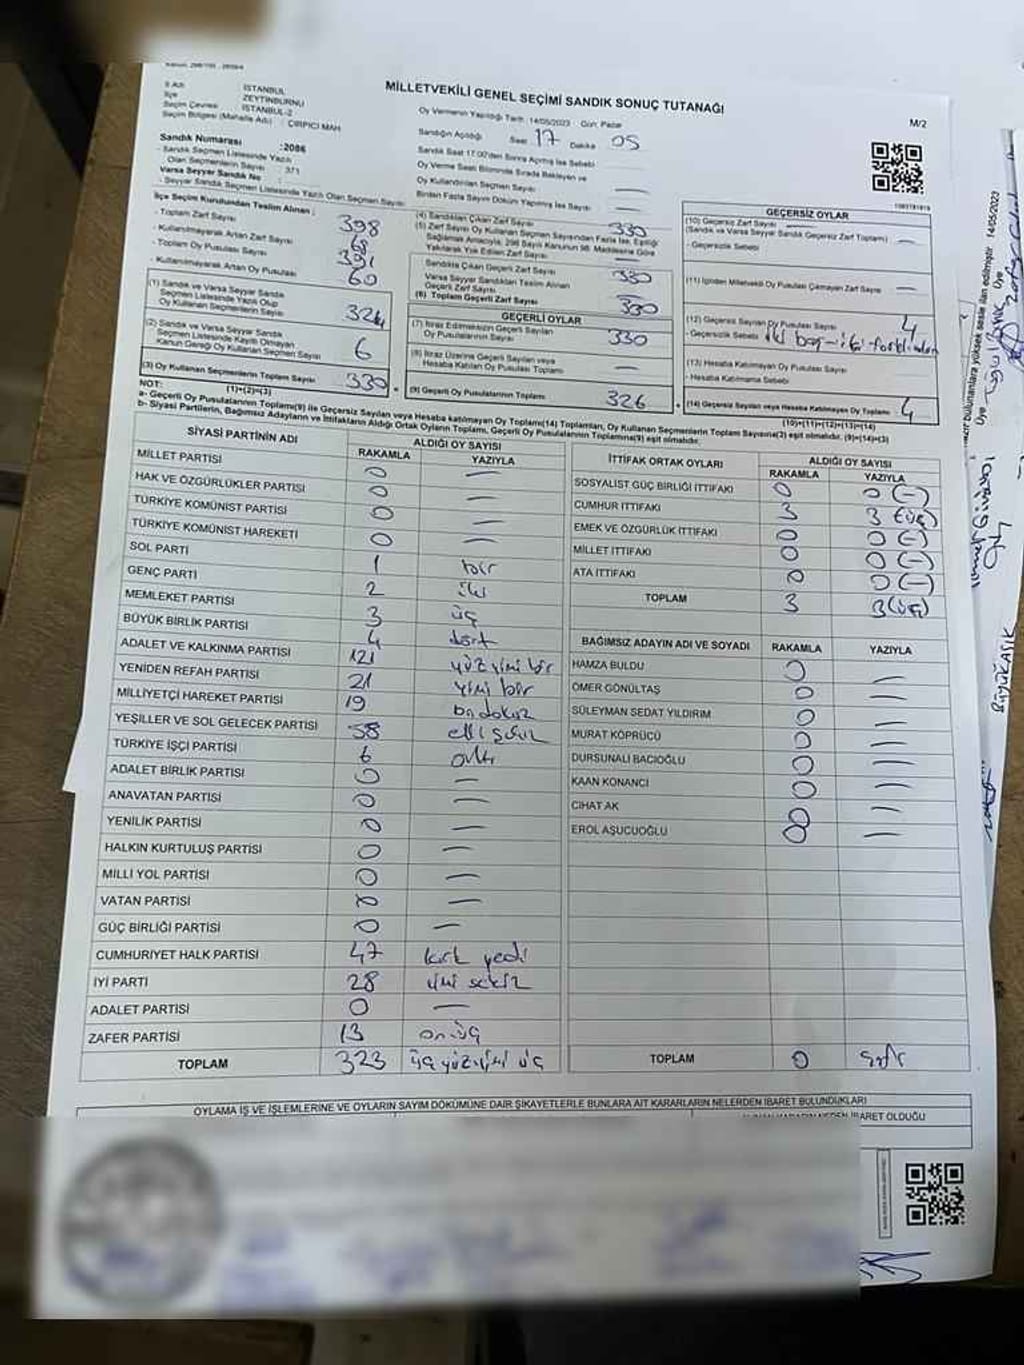 MİLLETVEKİLİ GENEL SEÇİMİ SANDIK SONUÇ TUTANAĞI
M/2
İl Adı : İSTANBUL
İlçe : ZEYTİNBURNU
Seçim Çevresi : İSTANBUL-2
Seçim Bölgesi (Mahalle Adı) : ÇIRPICI MAH
Oy Vermenin Yapıldığı Tarih : 14/05/2023 Gün: Pazar
Sandığın Açıldığı Saat 17 Dakika 05
Sandık Saat 17:00'den Sonra Açılmış İse Sebebi
Oy Verme Saati Bitiminde Sırada Bekleyen ve
Oy Kullandırılan Seçmen Sayısı —
Birden Fazla Sayım Döküm Yapılmış İse Sayısı —
Sandık Numarası :2086
- Sandık Seçmen Listesinde Yazılı
Olan Seçmenlerin Sayısı : 371
Varsa Seyyar Sandık No
- Seyyar Sandık Seçmen Listesinde Yazılı Olan Seçmen Sayısı
İlçe Seçim Kurulundan Teslim Alınan :
- Toplam Zarf Sayısı 398
- Kullanılmayarak Artan Zarf Sayısı 68
- Toplam Oy Pusulası Sayısı 391
- Kullanılmayarak Artan Oy Pusulası 60
(1) Sandık ve Varsa Seyyar Sandık
Seçmen Listesinde Yazılı Olup
Oy Kullanan Seçmenlerin Sayısı 324
(2) Sandık ve Varsa Seyyar Sandık
Seçmen Listesinde Kayıtlı Olmayan
Kanun Gereği Oy Kullanan Seçmen Sayısı 6
(3) Oy Kullanan Seçmenlerin Toplam Sayısı 330
(1)+(2)=(3)
(4) Sandıktan Çıkan Zarf Sayısı 330
(5) Zarf Sayısı Oy Kullanan Seçmen Sayısından Fazla İse, Eşitliği
Sağlamak Amacıyla, 298 Sayılı Kanunun 98. Maddesine Göre
Yakılarak Yok Edilen Zarf Sayısı —
Sandıkta Çıkan Geçerli Zarf Sayısı 330
Varsa Seyyar Sandıktan Teslim Alınan
Geçerli Zarf Sayısı —
(6) Toplam Geçerli Zarf Sayısı 330
GEÇERLİ OYLAR
(7) İtiraz Edilmeksizin Geçerli Sayılan
Oy Pusulalarının Sayısı 330
(8) İtiraz Üzerine Geçerli Sayılan veya
Hesaba Katılan Oy Pusulası Toplamı —
(9) Geçerli Oy Pusulalarının Toplamı 326
GEÇERSİZ OYLAR
(10) Geçersiz Zarf Sayısı —
(Sandık ve Varsa Seyyar Sandık Geçersiz Zarf Toplamı) —
- Geçersizlik Sebebi
(11) İçinden Milletvekili Oy Pusulası Çıkmayan Zarf Sayısı —
(12) Geçersiz Sayılan Oy Pusulası Sayısı 4
- Geçersizlik Sebebi
(13) Hesaba Katılmayan Oy Pusulası Sayısı
- Hesaba Katılmama Sebebi
(14) Geçersiz Sayılan veya Hesaba Katılmayan Oy Toplamı 4
(10)+(11)+(12)+(13)=(14)
NOT:
a- Geçerli Oy Pusulalarının Toplamı(9) ile Geçersiz Sayılan veya Hesaba katılmayan Oy Toplamı(14) Toplamları, Oy Kullanan Seçmenlerin Toplam Sayısına(3) eşit olmalıdır. (9)+(14)=(3)
b- Siyasi Partilerin, Bağımsız Adayların ve İttifakların Aldığı Ortak Oyların Toplamı, Geçerli Oy Pusulalarının Toplamına(9) eşit olmalıdır.
SİYASİ PARTİNİN ADI ALDIĞI OY SAYISI
RAKAMLA YAZIYLA
MİLLET PARTİSİ 0 —
HAK VE ÖZGÜRLÜKLER PARTİSİ 0 —
TÜRKİYE KOMÜNİST PARTİSİ 0 —
TÜRKİYE KOMÜNİST HAREKETİ 0 —
SOL PARTİ 1 bir
GENÇ PARTİ 2 iki
MEMLEKET PARTİSİ 3 üç
BÜYÜK BİRLİK PARTİSİ 4 dört
ADALET VE KALKINMA PARTİSİ 121 yüz yirmi bir
YENİDEN REFAH PARTİSİ 21 yirmi bir
MİLLİYETÇİ HAREKET PARTİSİ 19 on dokuz
YEŞİLLER VE SOL GELECEK PARTİSİ 58 elli sekiz
TÜRKİYE İŞÇİ PARTİSİ 6 altı
ADALET BİRLİK PARTİSİ 0 —
ANAVATAN PARTİSİ 0 —
YENİLİK PARTİSİ 0 —
HALKIN KURTULUŞ PARTİSİ 0 —
MİLLİ YOL PARTİSİ 0 —
VATAN PARTİSİ 0 —
GÜÇ BİRLİĞİ PARTİSİ 0 —
CUMHURİYET HALK PARTİSİ 47 kırk yedi
İYİ PARTİ 28 yirmi sekiz
ADALET PARTİSİ 0 —
ZAFER PARTİSİ 13 on üç
TOPLAM 323 üç yüz yirmi üç
İTTİFAK ORTAK OYLARI ALDIĞI OY SAYISI
RAKAMLA YAZIYLA
SOSYALİST GÜÇ BİRLİĞİ İTTİFAKI 0 0 (—)
CUMHUR İTTİFAKI 3 3 (üç)
EMEK VE ÖZGÜRLÜK İTTİFAKI 0 0 (—)
MİLLET İTTİFAKI 0 0 (—)
ATA İTTİFAKI 0 0 (—)
TOPLAM 3 3 (üç)
BAĞIMSIZ ADAYIN ADI VE SOYADI RAKAMLA YAZIYLA
HAMZA BULDU 0 —
ÖMER GÖNÜLTAŞ 0 —
SÜLEYMAN SEDAT YILDIRIM 0 —
MURAT KÖPRÜCÜ 0 —
DURSUNALİ BACIOĞLU 0 —
KAAN KONANCI 0 —
CİHAT AK 0 —
EROL AŞUCUOĞLU 0 —
TOPLAM 0 sıfır
OYLAMA İŞ VE İŞLEMLERİNE VE OYLARIN SAYIM DÖKÜMÜNE DAİR ŞİKAYETLERLE BUNLARA AİT KARARLARIN NELERDEN İBARET BULUNDUKLARI